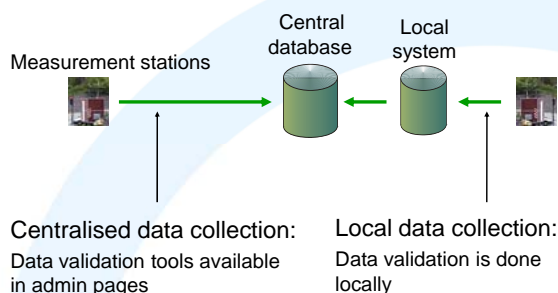 Central
database
Local
system
Measurement stations
Centralised data collection:
Data validation tools available
in admin pages
Local data collection:
Data validation is done
locally